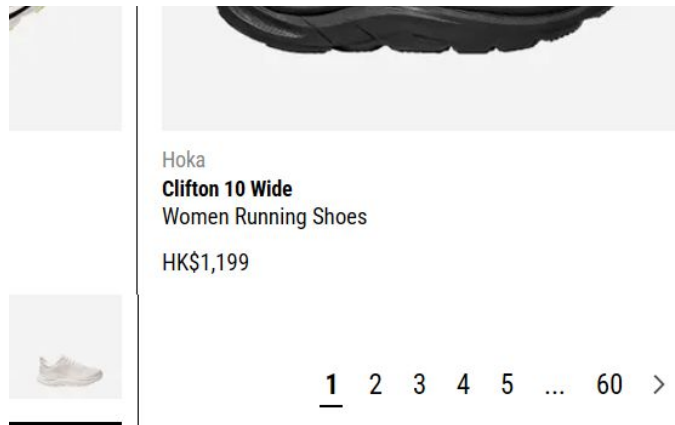 Hoka
Clifton 10 Wide
Women Running Shoes
HK$1,199
1 2 3 4 5 ... 60 >